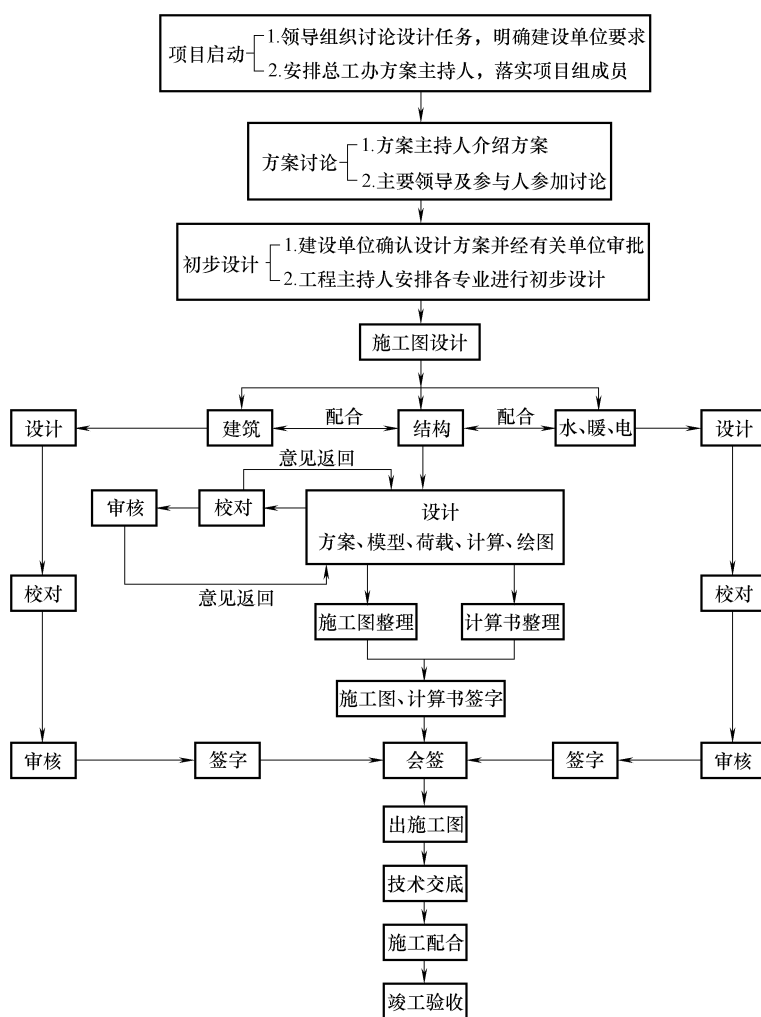 1.领导组织讨论设计任务，明确建设单位要求
项目启动
2.安排总工办方案主持人，落实项目组成员
1.方案主持人介绍方案
方案讨论
2.主要领导及参与人参加讨论
1.建设单位确认设计方案并经有关单位审批
初步设计
2.工程主持人安排各专业进行初步设计
施工图设计
设计
建筑
配合
结构
配合
水、暖、电
设计
意见返回
审核
校对
设计
方案、模型、荷载、计算、绘图
校对
意见返回
校对
施工图整理
计算书整理
施工图、计算书签字
审核
签字
会签
签字
审核
出施工图
技术交底
施工配合
竣工验收